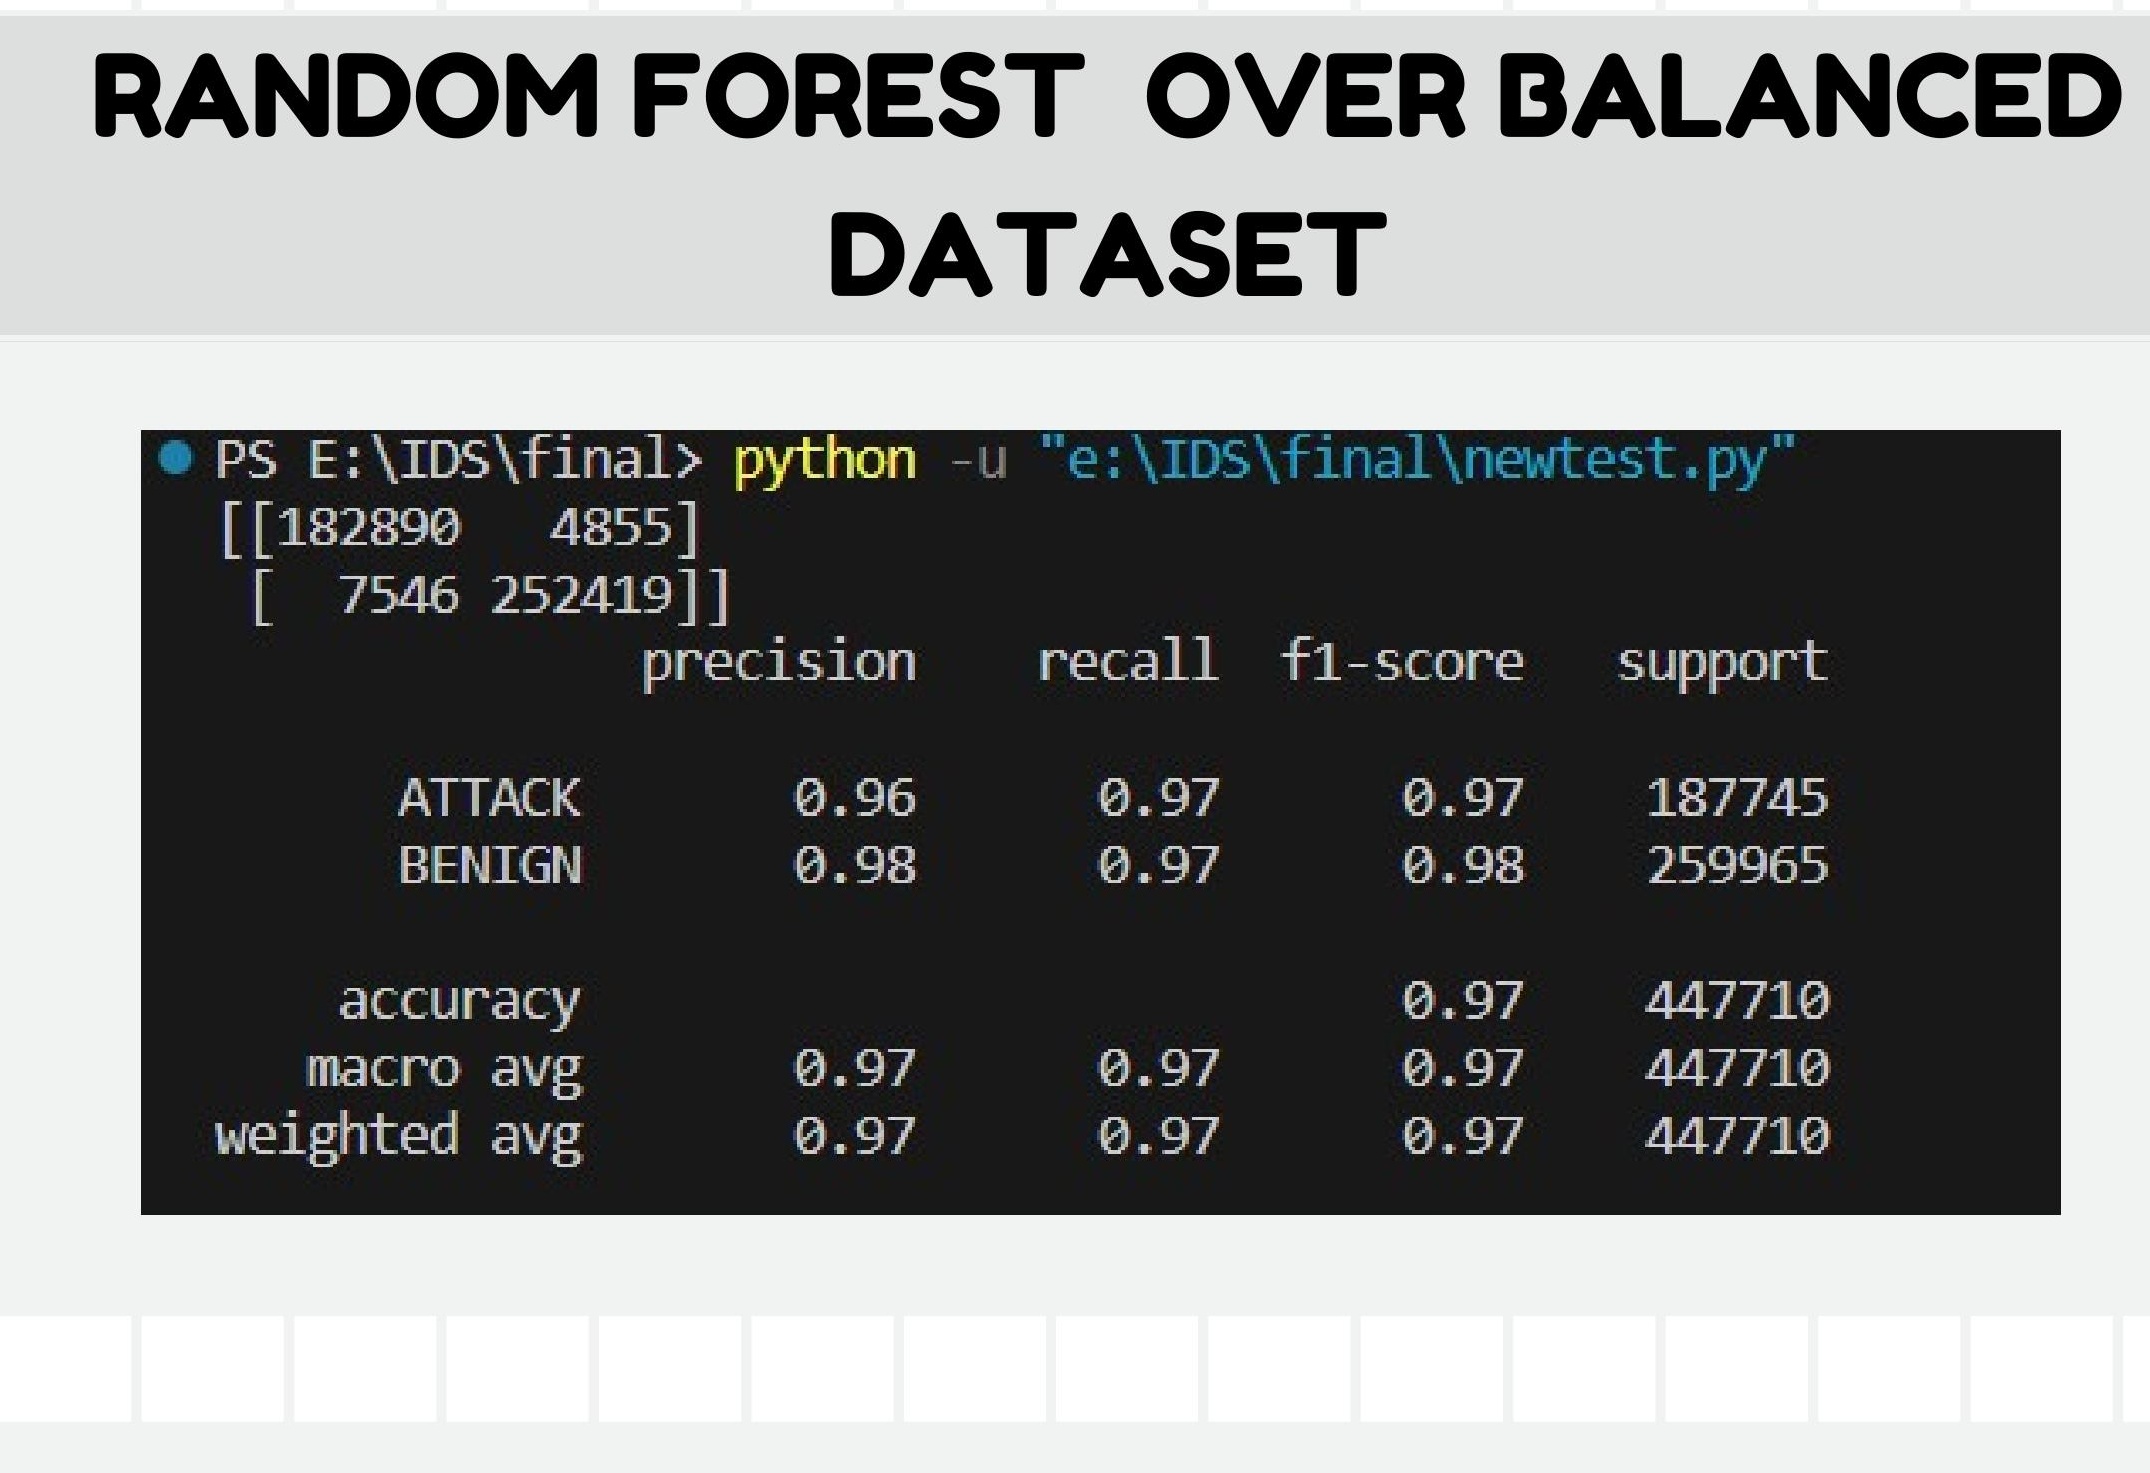 RANDOM FOREST OVER BALANCED
DATASET
PS E:\IDS\final> python -u "e:\IDS\final\newtest.py"
[[182890   4855]
 [  7546 252419]]
              precision    recall  f1-score   support

      ATTACK       0.96      0.97      0.97    187745
      BENIGN       0.98      0.97      0.98    259965

    accuracy                           0.97    447710
   macro avg       0.97      0.97      0.97    447710
weighted avg       0.97      0.97      0.97    447710